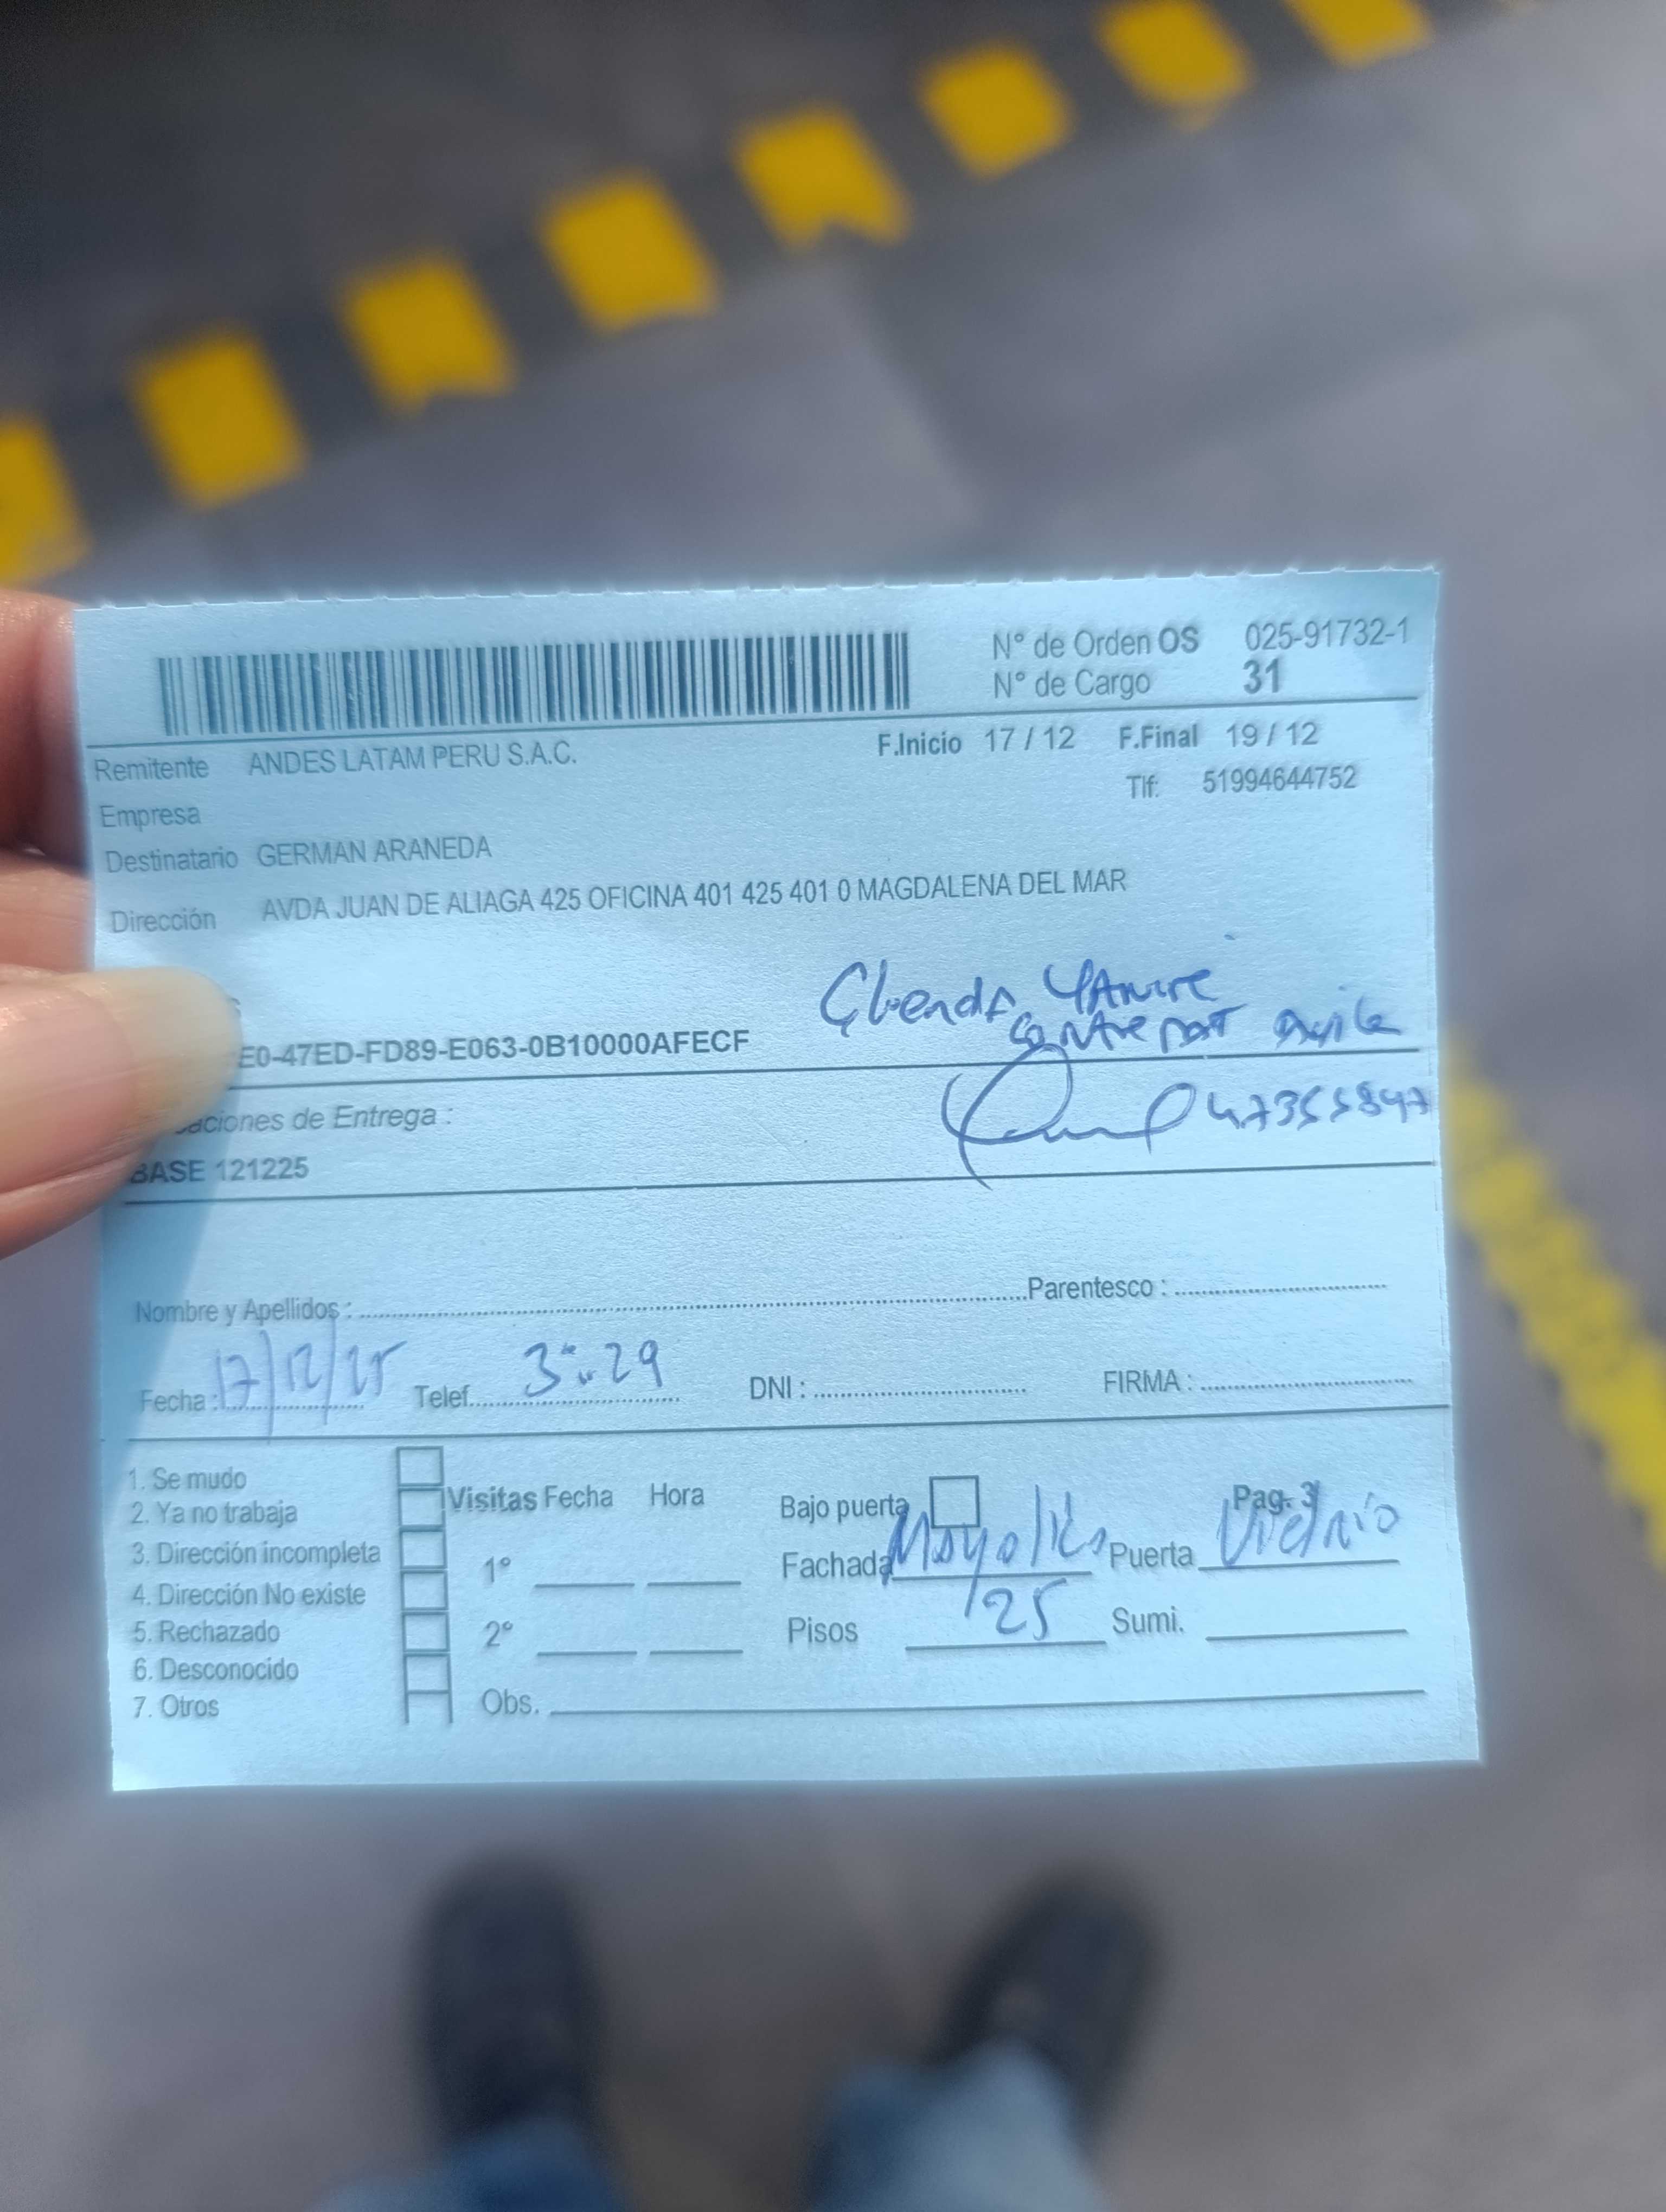 N° de Orden OS 025-91732-1
N° de Cargo 31
Remitente ANDES LATAM PERU S.A.C.
F.Inicio 17 / 12 F.Final 19 / 12
Tlf: 51994644752
Empresa
Destinatario GERMAN ARANEDA
Dirección AVDA JUAN DE ALIAGA 425 OFICINA 401 425 401 0 MAGDALENA DEL MAR
E0-47ED-FD89-E063-0B10000AFECF
ciones de Entrega :
BASE 121225
Nombre y Apellidos : Parentesco :
Fecha : 17/12/25 Telef. 3:29 DNI : FIRMA :
1. Se mudo
2. Ya no trabaja
3. Dirección incompleta
4. Dirección No existe
5. Rechazado
6. Desconocido
7. Otros
Visitas Fecha Hora
1°
2°
Obs.
Bajo puerta Pag. 3
Fachada Puerta Vidrio
Pisos 25 Sumi.